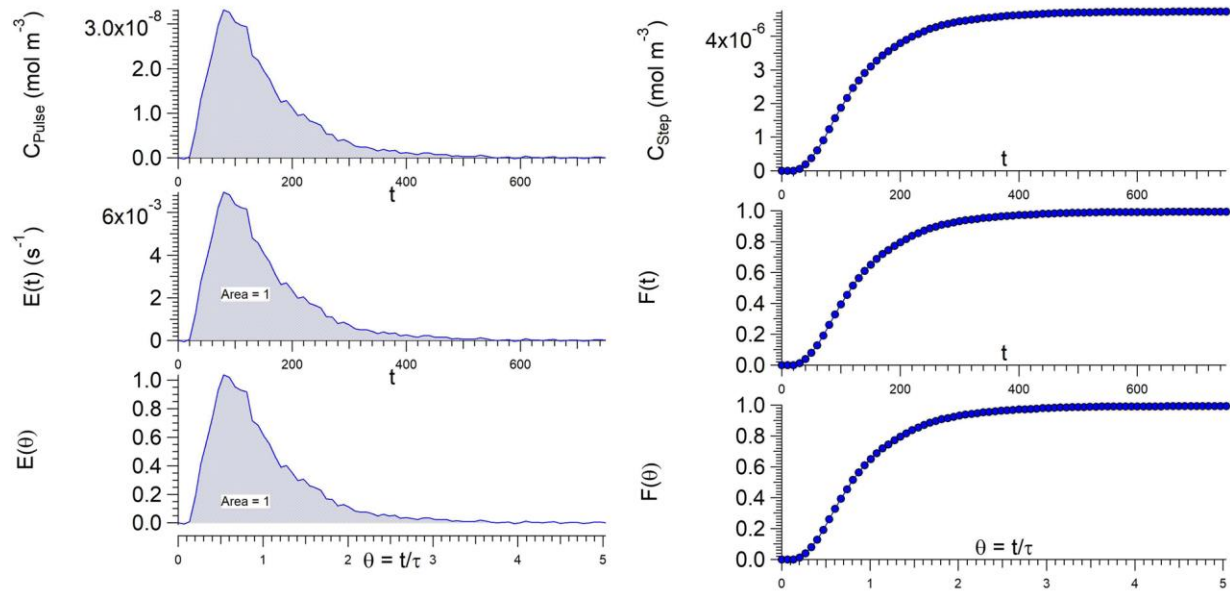 C_Pulse (mol m⁻³)
3.0x10⁻⁸
2.0
1.0
0.0
0 200 400 600
t
E(t) (s⁻¹)
6x10⁻³
4
2
0
Area = 1
0 200 400 600
t
E(θ)
1.0
0.8
0.6
0.4
0.2
0.0
Area = 1
0 1 2 3 4 5
θ = t/τ
C_Step (mol m⁻³)
4x10⁻⁶
3
2
1
0
t
0 200 400 600
F(t)
1.0
0.8
0.6
0.4
0.2
0.0
t
0 200 400 600
F(θ)
1.0
0.8
0.6
0.4
0.2
0.0
θ = t/τ
0 1 2 3 4 5